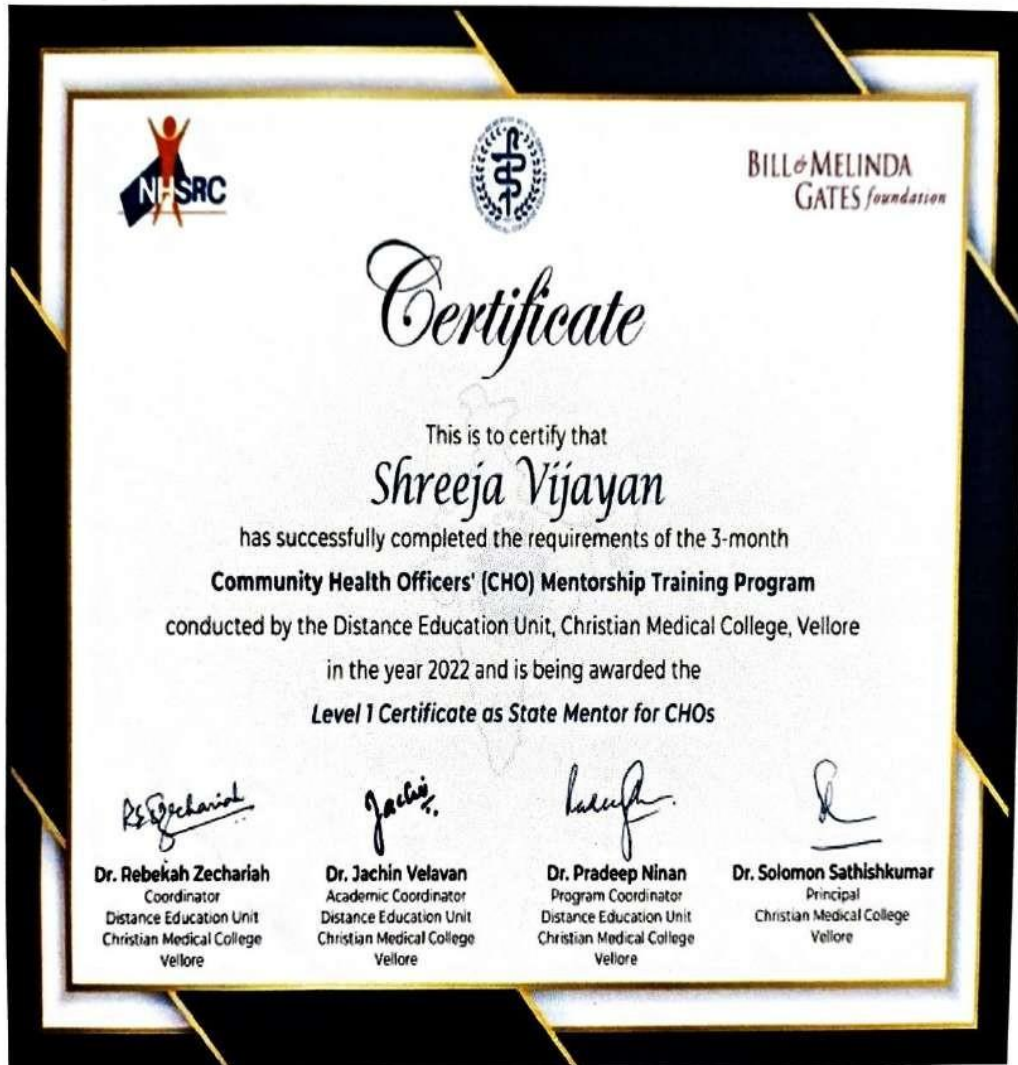 NHSRC
BILL & MELINDA
GATES foundation
Certificate
This is to certify that
Shreeja Vijayan
has successfully completed the requirements of the 3-month
Community Health Officers' (CHO) Mentorship Training Program
conducted by the Distance Education Unit, Christian Medical College, Vellore
in the year 2022 and is being awarded the
Level 1 Certificate as State Mentor for CHOs
Dr. Rebekah Zechariah
Coordinator
Distance Education Unit
Christian Medical College
Vellore
Dr. Jachin Velavan
Academic Coordinator
Distance Education Unit
Christian Medical College
Vellore
Dr. Pradeep Ninan
Program Coordinator
Distance Education Unit
Christian Medical College
Vellore
Dr. Solomon Sathishkumar
Principal
Christian Medical College
Vellore